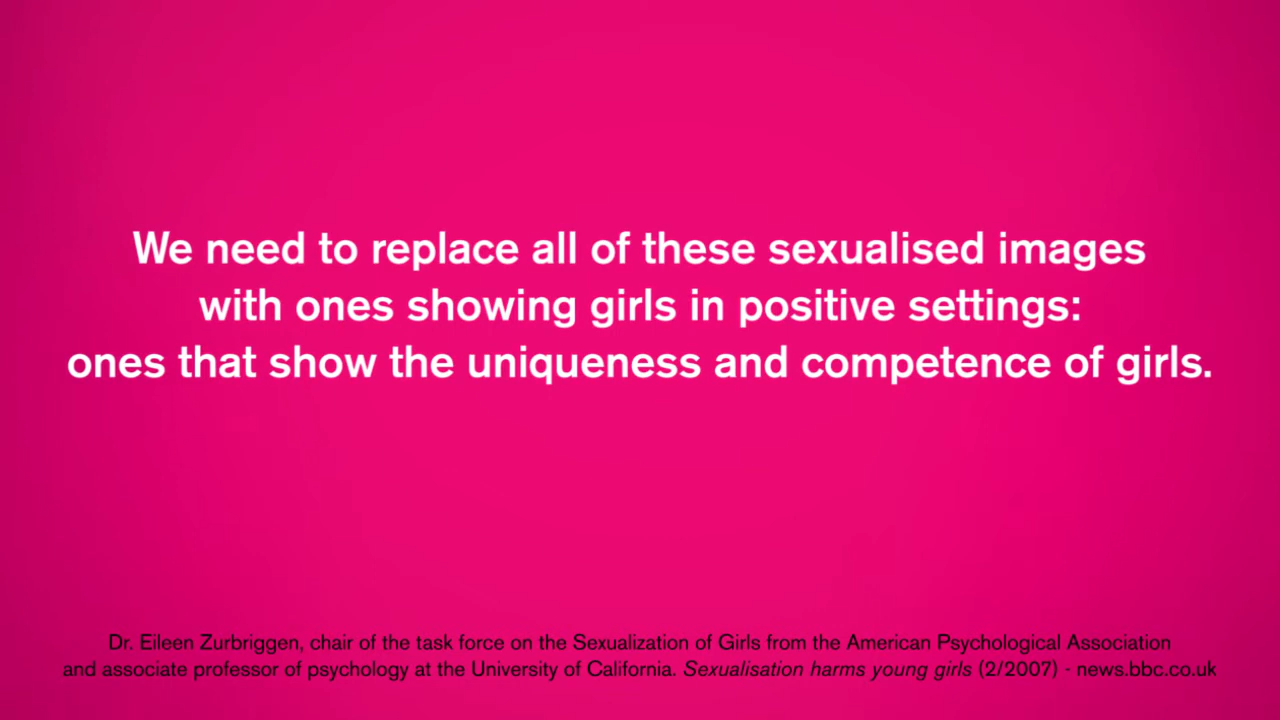 We need to replace all of these sexualised images
with ones showing girls in positive settings:
ones that show the uniqueness and competence of girls.
Dr. Eileen Zurbriggen, chair of the task force on the Sexualization of Girls from the American Psychological Association
and associate professor of psychology at the University of California. Sexualisation harms young girls (2/2007) - news.bbc.co.uk